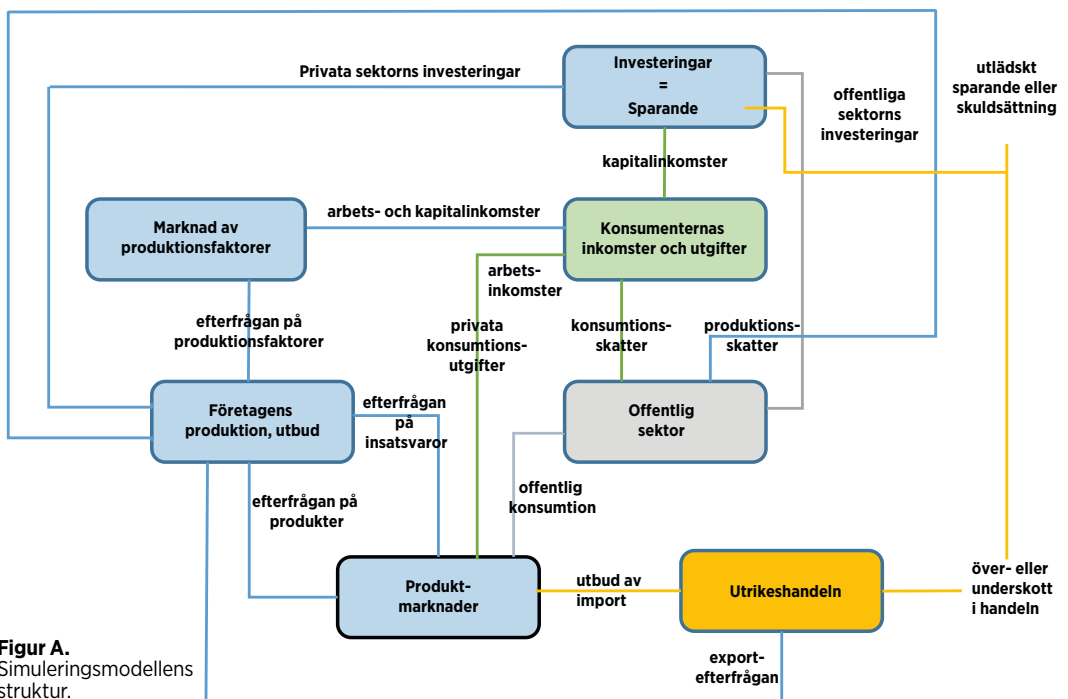 Investeringar
=
Sparande
Privata sektorns investeringar
offentliga
sektorns
investeringar
utlädskt
sparande eller
skuldsättning
kapitalinkomster
Marknad av
produktionsfaktorer
arbets- och kapitalinkomster
Konsumenternas
inkomster och utgifter
arbets-
inkomster
efterfrågan på
produktionsfaktorer
privata
konsumtions-
utgifter
konsumtions-
skatter
produktions-
skatter
Företagens
produktion, utbud
efterfrågan
på
insatsvaror
Offentlig
sektor
efterfrågan på
produkter
offentlig
konsumtion
Produkt-
marknader
utbud av
import
Utrikeshandeln
över- eller
underskott
i handeln
export-
efterfrågan
Figur A.
Simuleringsmodellens
struktur.